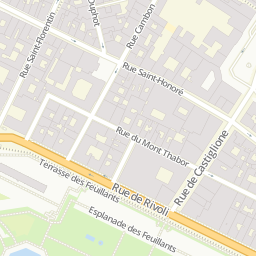 Rue Saint-Florentin
Duphot
Rue Cambon
Rue Saint-Honoré
Rue du Mont Thabor
Rue de Castiglione
Terrasse des Feuillants
Rue de Rivoli
Esplanade des Feuillants